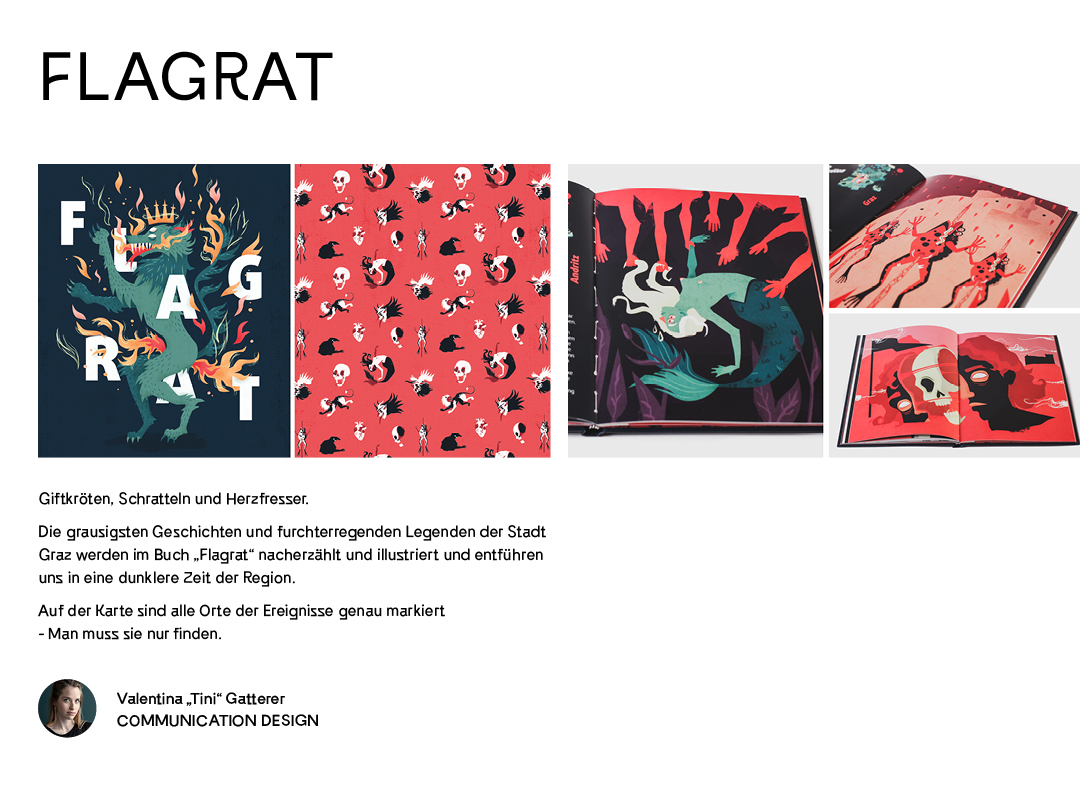 FLAGRAT
F
L
A
G
R
A
T
Andritz
Graz
Giftkröten, Schratteln und Herzfresser.
Die grausigsten Geschichten und furchterregenden Legenden der Stadt
Graz werden im Buch „Flagrat“ nacherzählt und illustriert und entführen
uns in eine dunklere Zeit der Region.
Auf der Karte sind alle Orte der Ereignisse genau markiert
- Man muss sie nur finden.
Valentina „Tini“ Gatterer
COMMUNICATION DESIGN